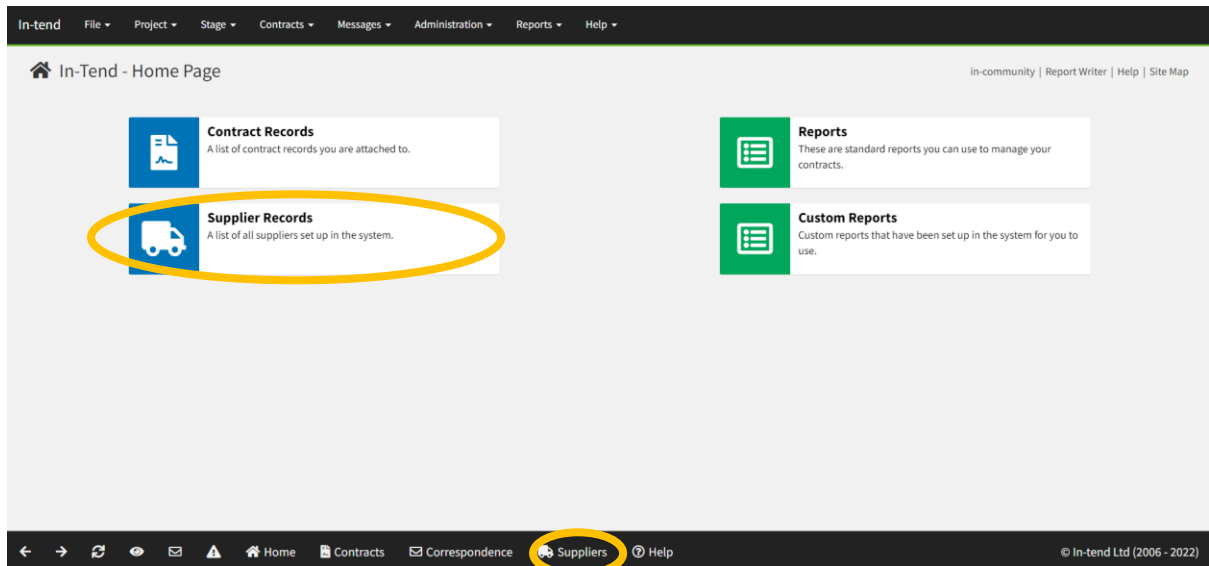 In-tend File Project Stage Contracts Messages Administration Reports Help
In-Tend - Home Page
in-community | Report Writer | Help | Site Map
Contract Records
A list of contract records you are attached to.
Reports
These are standard reports you can use to manage your
contracts.
Supplier Records
A list of all suppliers set up in the system.
Custom Reports
Custom reports that have been set up in the system for you to
use.
Home Contracts Correspondence Suppliers Help
© In-tend Ltd (2006 - 2022)